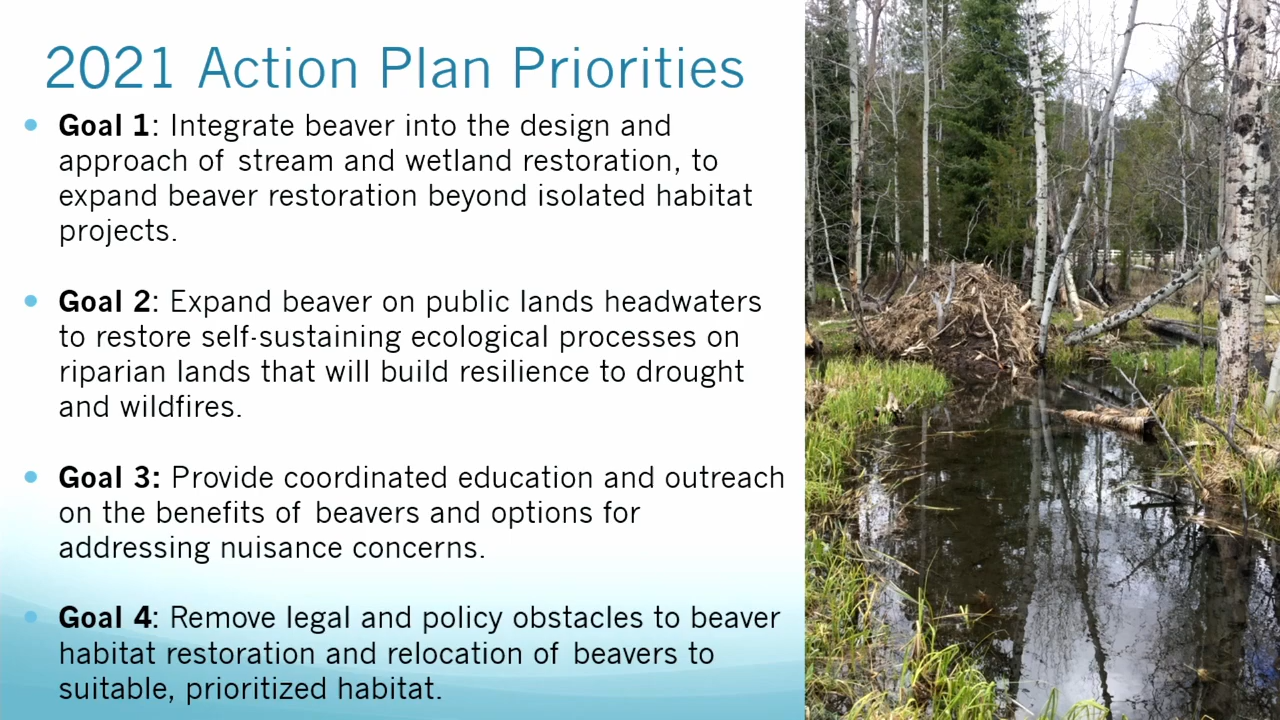 2021 Action Plan Priorities
• Goal 1: Integrate beaver into the design and
approach of stream and wetland restoration, to
expand beaver restoration beyond isolated habitat
projects.
• Goal 2: Expand beaver on public lands headwaters
to restore self-sustaining ecological processes on
riparian lands that will build resilience to drought
and wildfires.
• Goal 3: Provide coordinated education and outreach
on the benefits of beavers and options for
addressing nuisance concerns.
• Goal 4: Remove legal and policy obstacles to beaver
habitat restoration and relocation of beavers to
suitable, prioritized habitat.